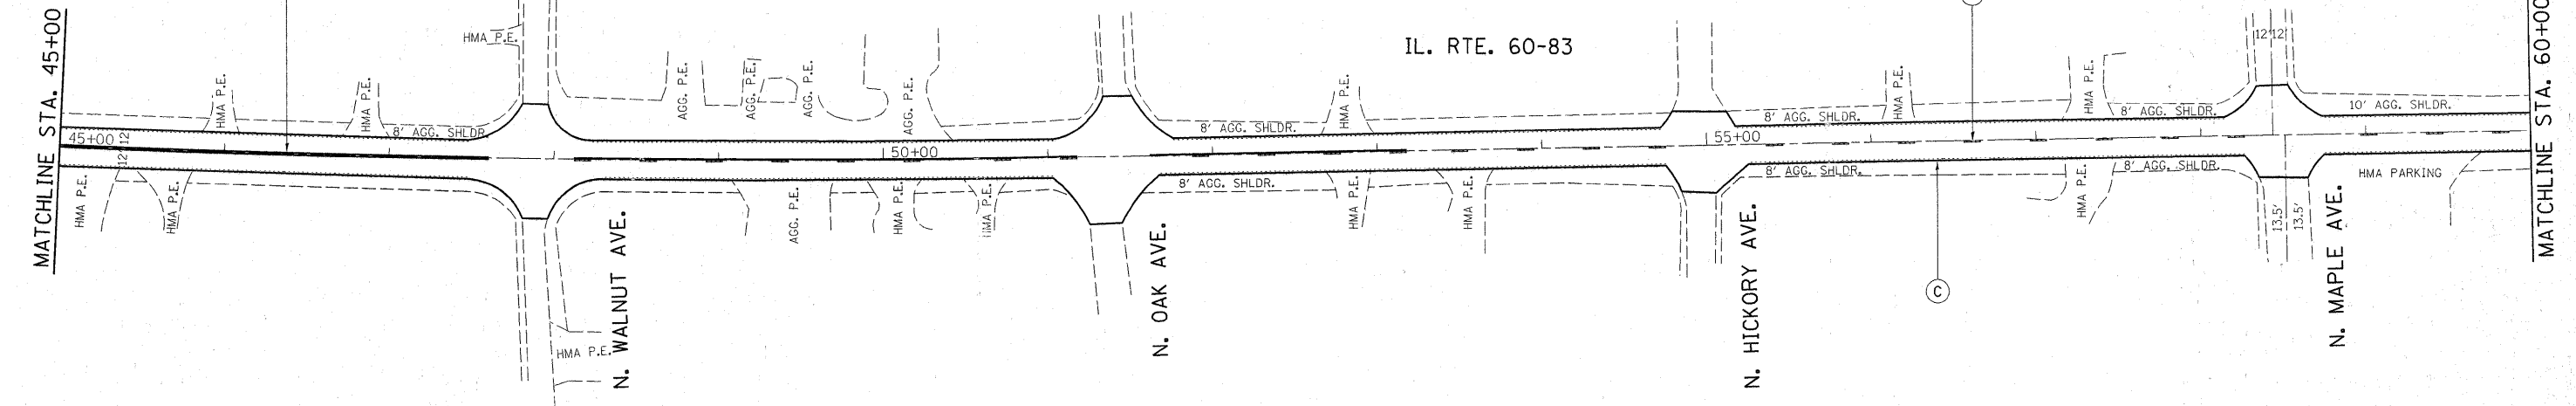 MATCHLINE STA. 45+00
45+00
12
12
HMA P.E.
HMA P.E.
HMA P.E.
HMA P.E.
8' AGG. SHLDR.
HMA P.E.
HMA P.E.
N. WALNUT AVE.
AGG. P.E.
AGG. P.E.
AGG. P.E.
AGG. P.E.
50+00
AGG. P.E.
HMA P.E.
HMA P.E.
N. OAK AVE.
IL. RTE. 60-83
8' AGG. SHLDR.
HMA P.E.
8' AGG. SHLDR.
HMA P.E.
HMA P.E.
55+00
N. HICKORY AVE.
8' AGG. SHLDR.
HMA P.E.
HMA P.E.
8' AGG. SHLDR.
8' AGG. SHLDR.
C
HMA P.E.
8' AGG. SHLDR.
12' 12'
13.5'
13.5'
N. MAPLE AVE.
10' AGG. SHLDR.
HMA PARKING
MATCHLINE STA. 60+00